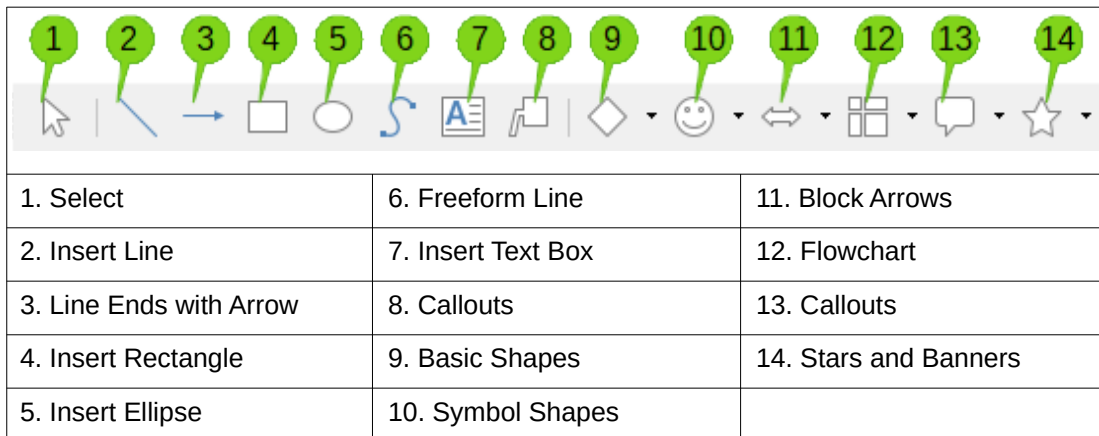 1 2 3 4 5 6 7 8 9 10 11 12 13 14
A
1. Select 6. Freeform Line 11. Block Arrows
2. Insert Line 7. Insert Text Box 12. Flowchart
3. Line Ends with Arrow 8. Callouts 13. Callouts
4. Insert Rectangle 9. Basic Shapes 14. Stars and Banners
5. Insert Ellipse 10. Symbol Shapes